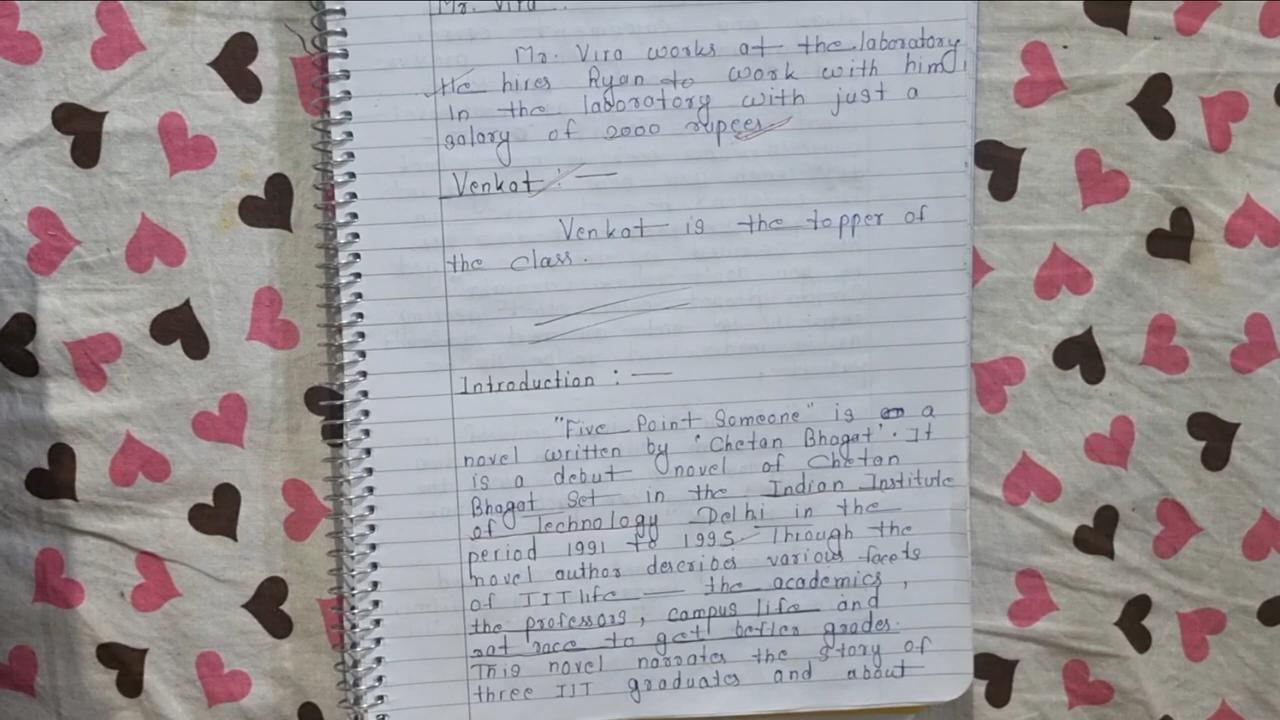 Mr. Vira.
Mr. Vira works at the laboratory
He hires Ryan to work with him
In the laboratory with just a
salary of 2000 rupees
Venkat : —
Venkat is the topper of
the class.
Introduction : —
"Five Point Someone" is a
novel written by 'Chetan Bhagat'. It
is a debut novel of Chetan
Bhagat Set in the Indian Institute
of Technology Delhi in the
period 1991 to 1995. Through the
novel author describes various facets
of IIT life — the academics,
the professors, campus life and
rat race to get better grades.
This novel narrates the story of
three IIT graduates and about